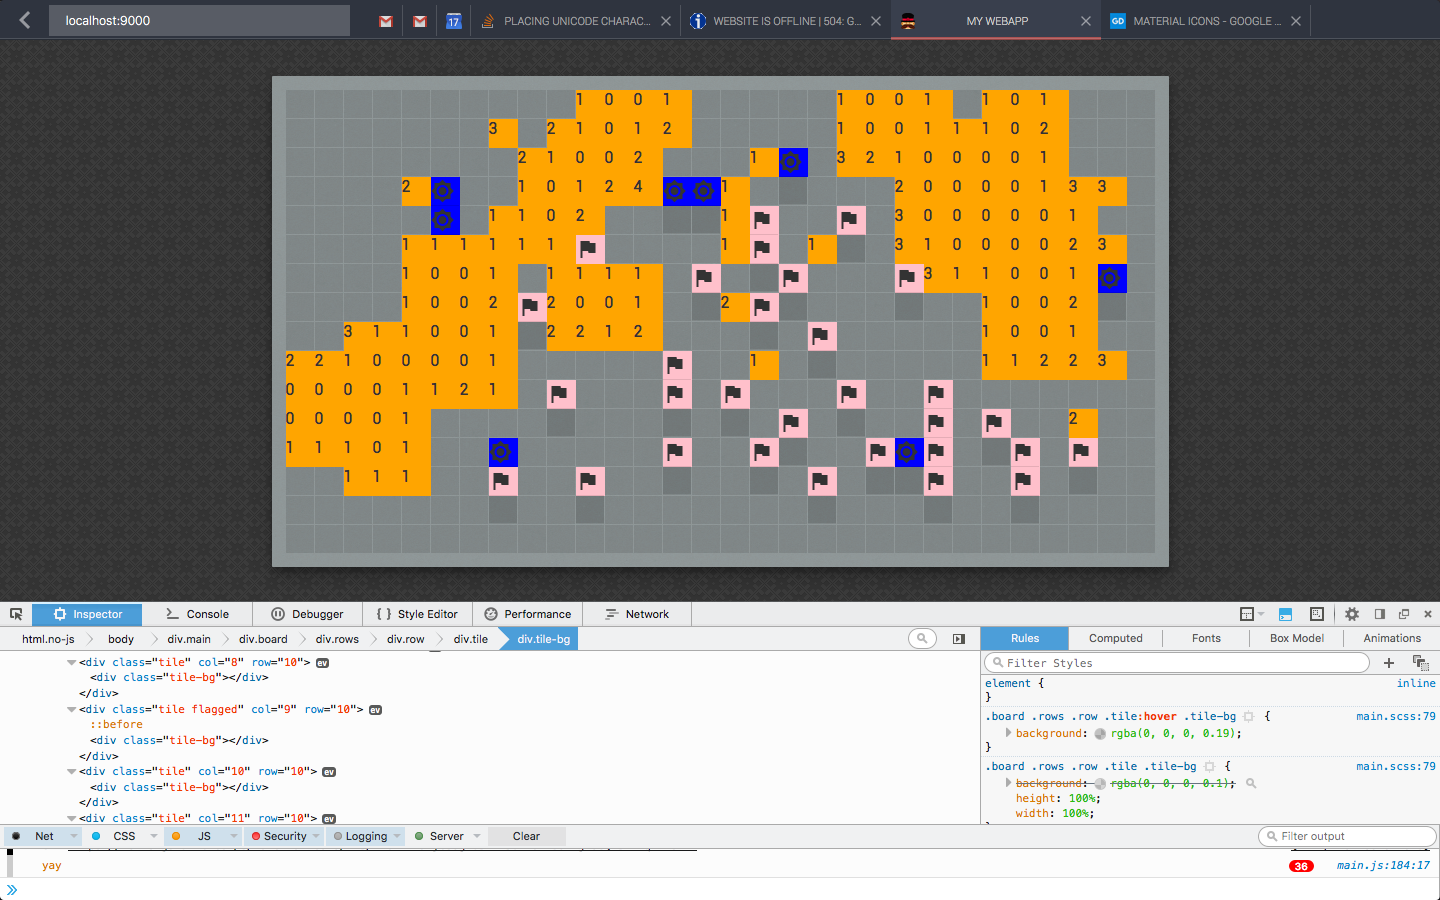 localhost:9000
17
PLACING UNICODE CHARAC...
WEBSITE IS OFFLINE | 504: G...
MY WEBAPP
GD
MATERIAL ICONS - GOOGLE ...
1 0 0 1 1 0 0 1 1 0 1
3 2 1 0 1 2 1 0 0 1 1 1 0 2
2 1 0 0 2 1 3 2 1 0 0 0 0 1
2 1 0 1 2 4 1 2 0 0 0 0 1 3 3
1 1 0 2 1 3 0 0 0 0 0 1
1 1 1 1 1 1 1 1 3 1 0 0 0 0 2 3
1 0 0 1 1 1 1 1 3 1 1 0 0 1
1 0 0 2 2 0 0 1 2 1 0 0 2
3 1 1 0 0 1 2 2 1 2 1 0 0 1
2 2 1 0 0 0 0 1 1 1 1 2 2 3
0 0 0 0 1 1 2 1
0 0 0 0 1 2
1 1 1 0 1
1 1 1
Inspector
Console
Debugger
{ } Style Editor
Performance
Network
html.no-js
body
div.main
div.board
div.rows
div.row
div.tile
div.tile-bg
Rules
Computed
Fonts
Box Model
Animations
<div class="tile" col="8" row="10"> ev
<div class="tile-bg"></div>
</div>
<div class="tile flagged" col="9" row="10"> ev
::before
<div class="tile-bg"></div>
</div>
<div class="tile" col="10" row="10"> ev
<div class="tile-bg"></div>
</div>
<div class="tile" col="11" row="10"> ev
Filter Styles
element { inline
}
.board .rows .row .tile:hover .tile-bg { main.scss:79
background: rgba(0, 0, 0, 0.19);
}
.board .rows .row .tile .tile-bg { main.scss:79
background: rgba(0, 0, 0, 0.1);
height: 100%;
width: 100%;
Net
CSS
JS
Security
Logging
Server
Clear
Filter output
yay 36 main.js:184:17